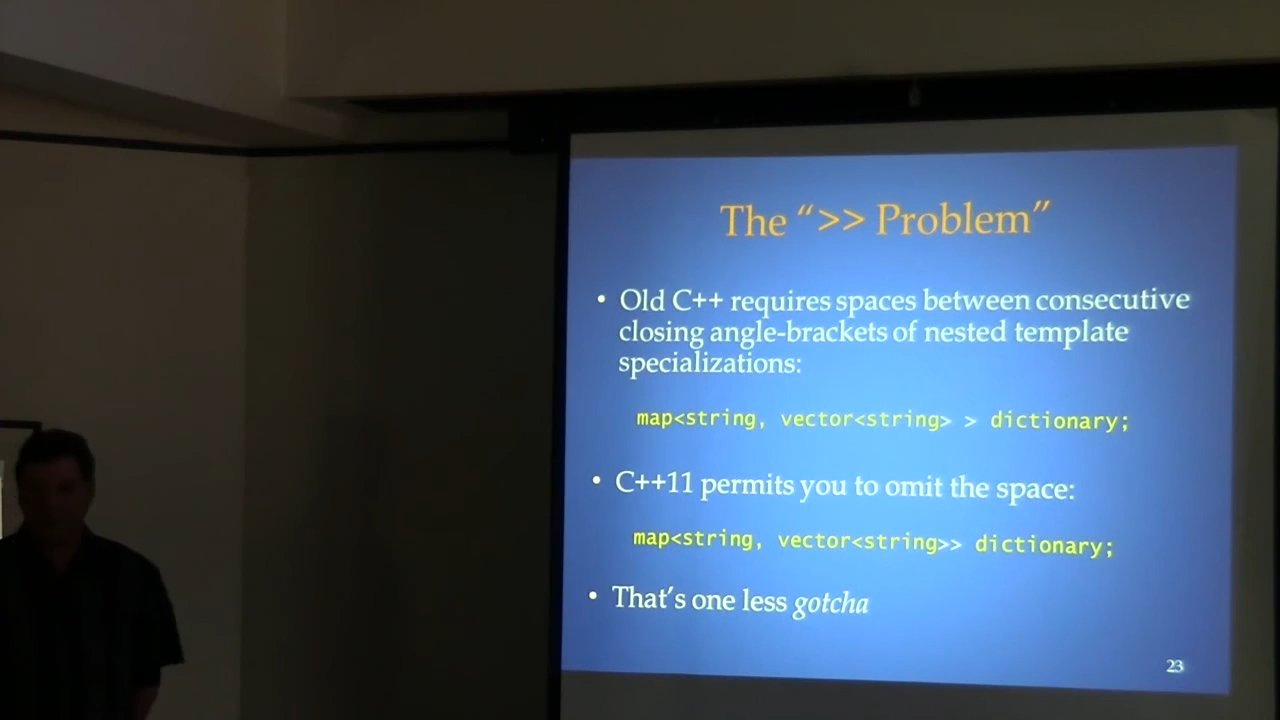 The “>> Problem”
• Old C++ requires spaces between consecutive
closing angle-brackets of nested template
specializations:
map<string, vector<string> > dictionary;
• C++11 permits you to omit the space:
map<string, vector<string>> dictionary;
• That’s one less gotcha
23